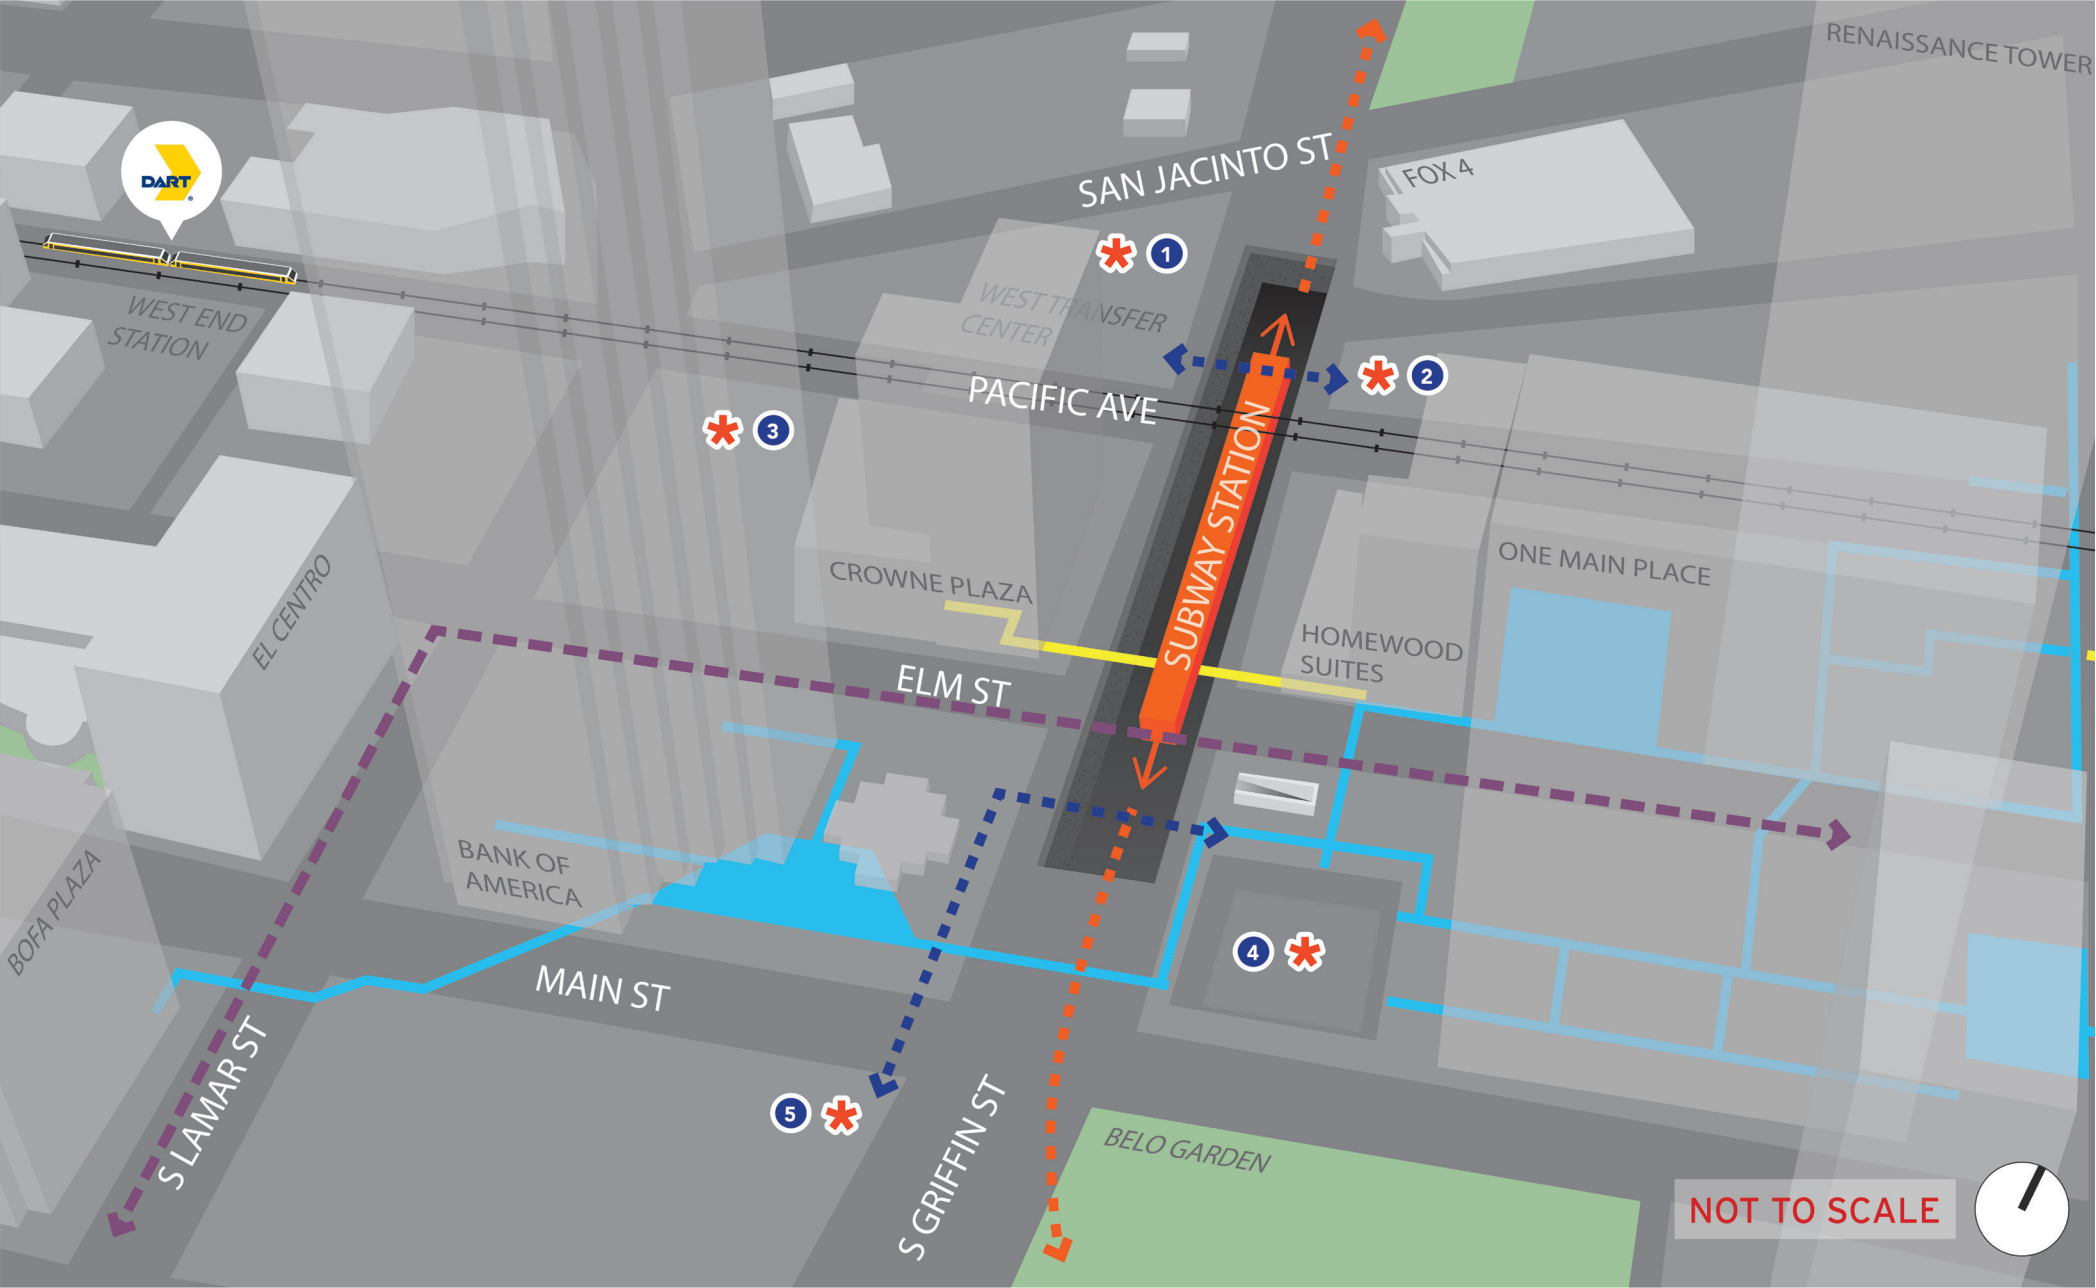 RENAISSANCE TOWER
SAN JACINTO ST
FOX 4
DART
1
WEST TRANSFER
CENTER
WEST END
STATION
2
PACIFIC AVE
3
SUBWAY STATION
EL CENTRO
CROWNE PLAZA
ONE MAIN PLACE
HOMEWOOD
SUITES
ELM ST
BANK OF
AMERICA
BOFA PLAZA
4
MAIN ST
S LAMAR ST
5
S GRIFFIN ST
BELO GARDEN
NOT TO SCALE